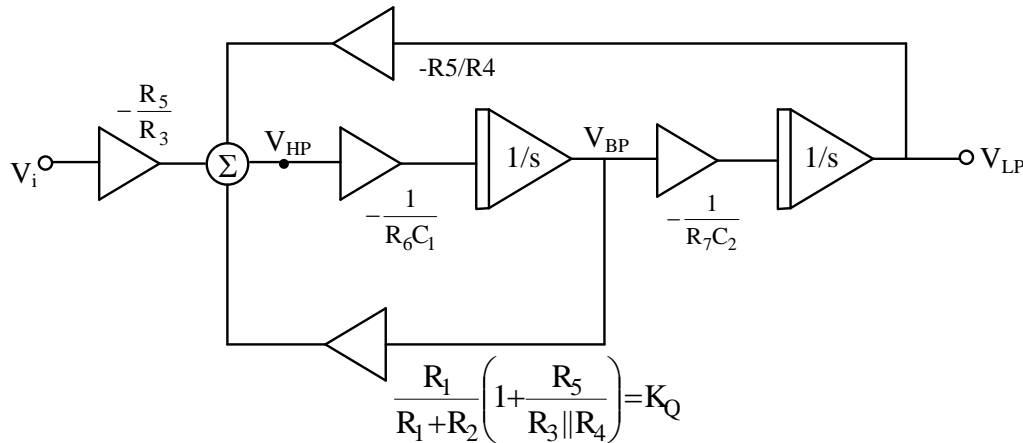 -R5/R4
-R₅/R₃
V_i
Σ
V_HP
1/s
V_BP
1/s
V_LP
-1/(R₆C₁)
-1/(R₇C₂)
R₁/(R₁+R₂)(1+R₅/(R₃||R₄))=K_Q